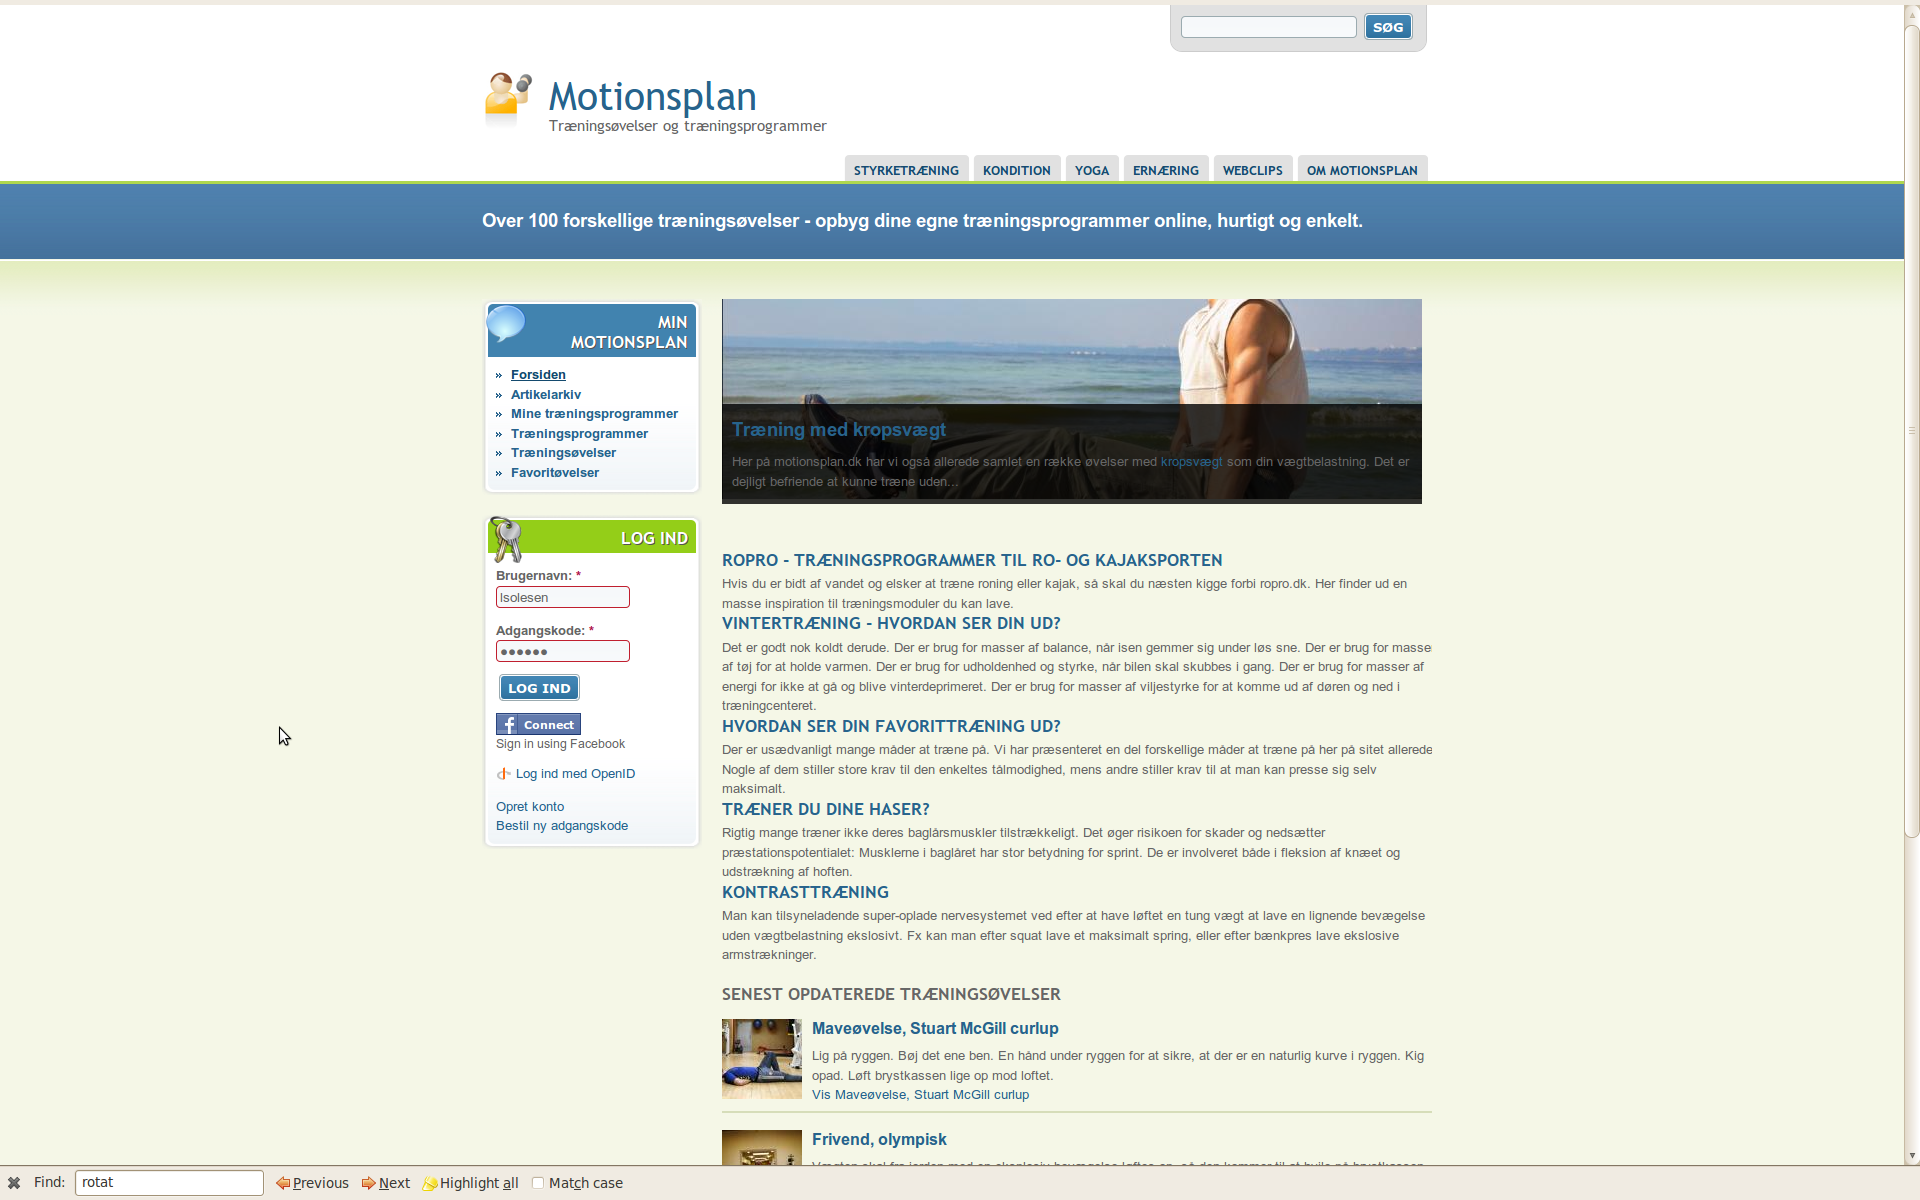 SØG
Motionsplan
Træningsøvelser og træningsprogrammer
STYRKETRÆNING KONDITION YOGA ERNÆRING WEBCLIPS OM MOTIONSPLAN
Over 100 forskellige træningsøvelser - opbyg dine egne træningsprogrammer online, hurtigt og enkelt.
MIN
MOTIONSPLAN
» Forsiden
» Artikelarkiv
» Mine træningsprogrammer
» Træningsprogrammer
» Træningsøvelser
» Favoritøvelser
LOG IND
Brugernavn: *
lsolesen
Adgangskode: *
●●●●●●
LOG IND
f Connect
Sign in using Facebook
Log ind med OpenID
Opret konto
Bestil ny adgangskode
Træning med kropsvægt
Her på motionsplan.dk har vi også allerede samlet en række øvelser med kropsvægt som din vægtbelastning. Det er
dejligt befriende at kunne træne uden...
ROPRO - TRÆNINGSPROGRAMMER TIL RO- OG KAJAKSPORTEN
Hvis du er bidt af vandet og elsker at træne roning eller kajak, så skal du næsten kigge forbi ropro.dk. Her finder ud en
masse inspiration til træningsmoduler du kan lave.
VINTERTRÆNING - HVORDAN SER DIN UD?
Det er godt nok koldt derude. Der er brug for masser af balance, når isen gemmer sig under løs sne. Der er brug for masser
af tøj for at holde varmen. Der er brug for udholdenhed og styrke, når bilen skal skubbes i gang. Der er brug for masser af
energi for ikke at gå og blive vinterdeprimeret. Der er brug for masser af viljestyrke for at komme ud af døren og ned i
træningcenteret.
HVORDAN SER DIN FAVORITTRÆNING UD?
Der er usædvanligt mange måder at træne på. Vi har præsenteret en del forskellige måder at træne på her på sitet allerede
Nogle af dem stiller store krav til den enkeltes tålmodighed, mens andre stiller krav til at man kan presse sig selv
maksimalt.
TRÆNER DU DINE HASER?
Rigtig mange træner ikke deres baglårsmuskler tilstrækkeligt. Det øger risikoen for skader og nedsætter
præstationspotentialet: Musklerne i baglåret har stor betydning for sprint. De er involveret både i fleksion af knæet og
udstrækning af hoften.
KONTRASTTRÆNING
Man kan tilsyneladende super-oplade nervesystemet ved efter at have løftet en tung vægt at lave en lignende bevægelse
uden vægtbelastning ekslosivt. Fx kan man efter squat lave et maksimalt spring, eller efter bænkpres lave ekslosive
armstrækninger.
SENEST OPDATEREDE TRÆNINGSØVELSER
Maveøvelse, Stuart McGill curlup
Lig på ryggen. Bøj det ene ben. En hånd under ryggen for at sikre, at der er en naturlig kurve i ryggen. Kig
opad. Løft brystkassen lige op mod loftet.
Vis Maveøvelse, Stuart McGill curlup
Frivend, olympisk
Find: rotat Previous Next Highlight all Match case